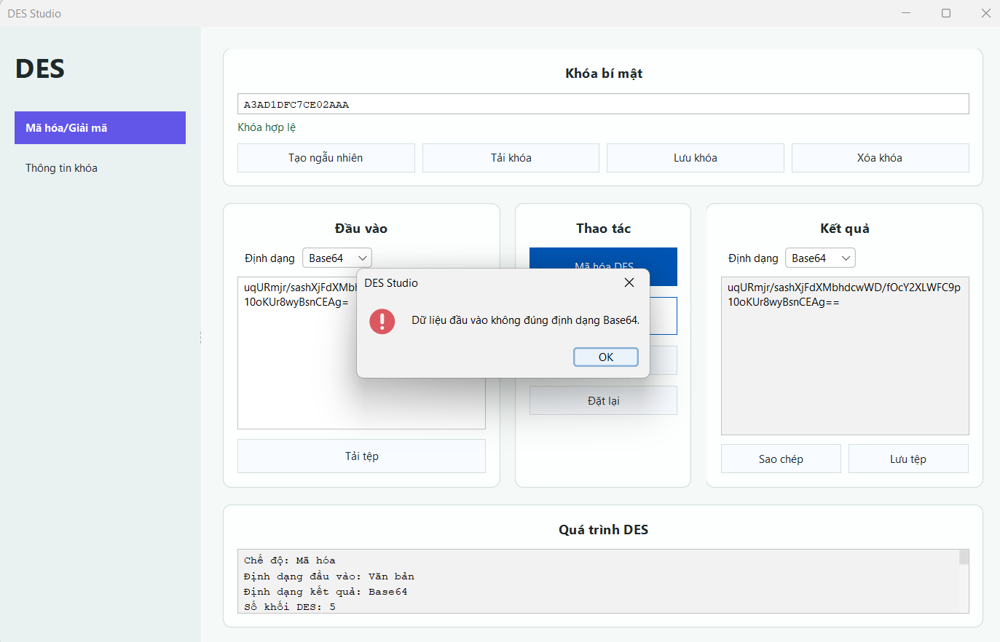 DES Studio
DES
Mã hóa/Giải mã
Thông tin khóa
Khóa bí mật
A3AD1DFC7CE02AAA
Khóa hợp lệ
Tạo ngẫu nhiên
Tải khóa
Lưu khóa
Xóa khóa
Đầu vào
Định dạng
Base64
uqURmjr/sashXjFdXMbh
10oKUr8wyBsnCEAg=
Tải tệp
Thao tác
Mã hóa DES
Đặt lại
DES Studio
Dữ liệu đầu vào không đúng định dạng Base64.
OK
Kết quả
Định dạng
Base64
uqURmjr/sashXjFdXMbhdcwWD/fOcY2XLWFC9p
10oKUr8wyBsnCEAg==
Sao chép
Lưu tệp
Quá trình DES
Chế độ: Mã hóa
Định dạng đầu vào: Văn bản
Định dạng kết quả: Base64
Số khối DES: 5